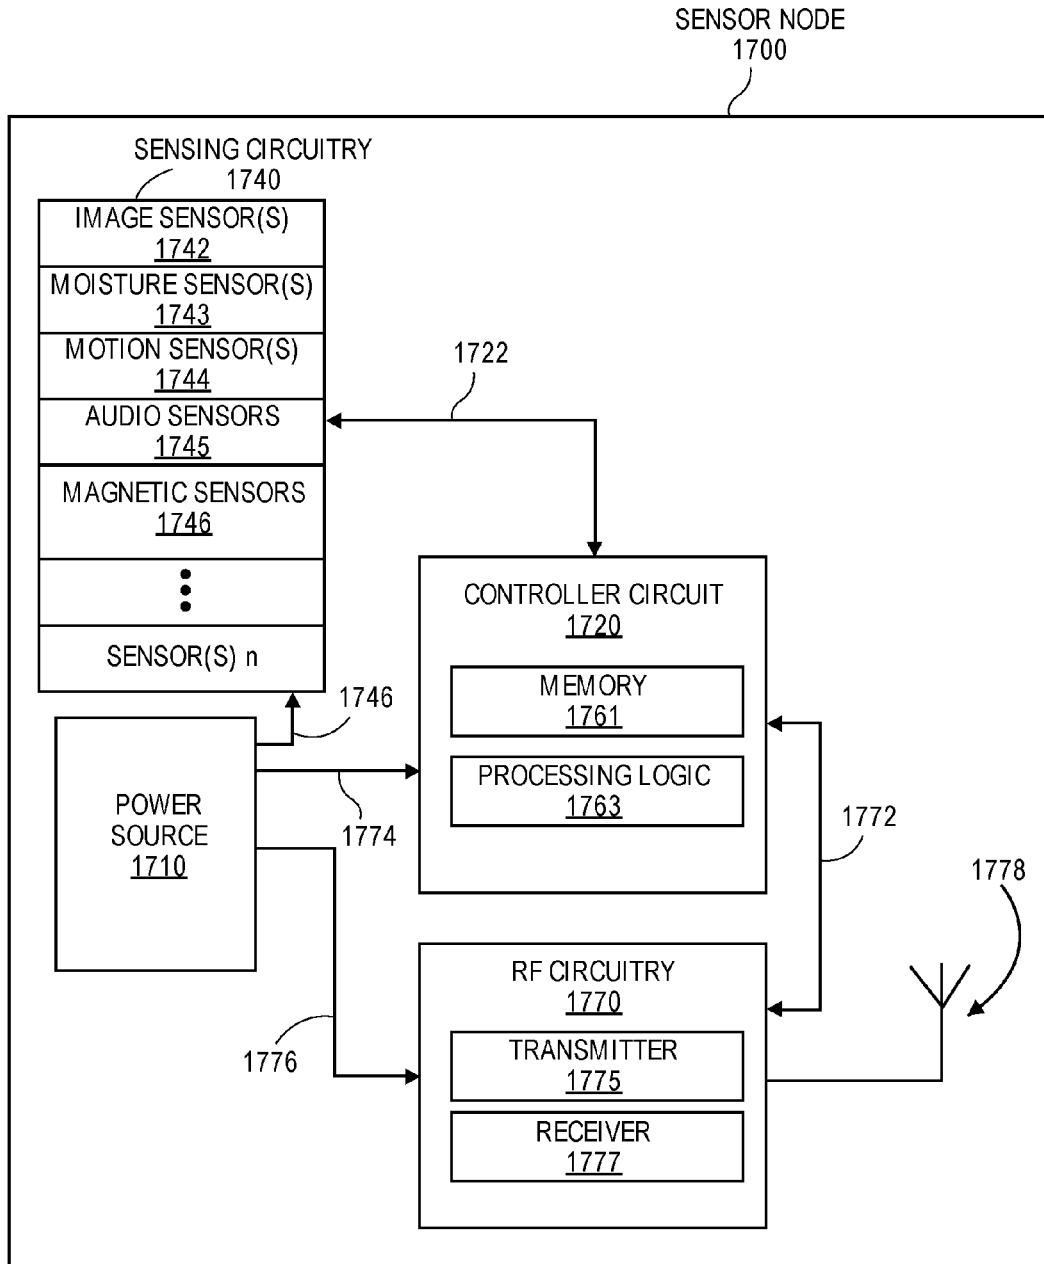 SENSOR NODE
1700
SENSING CIRCUITRY
1740
IMAGE SENSOR(S)
1742
MOISTURE SENSOR(S)
1743
MOTION SENSOR(S)
1744
AUDIO SENSORS
1745
MAGNETIC SENSORS
1746
SENSOR(S) n
1722
CONTROLLER CIRCUIT
1720
MEMORY
1761
PROCESSING LOGIC
1763
1746
POWER
SOURCE
1710
1774
1772
1778
RF CIRCUITRY
1770
TRANSMITTER
1775
RECEIVER
1777
1776